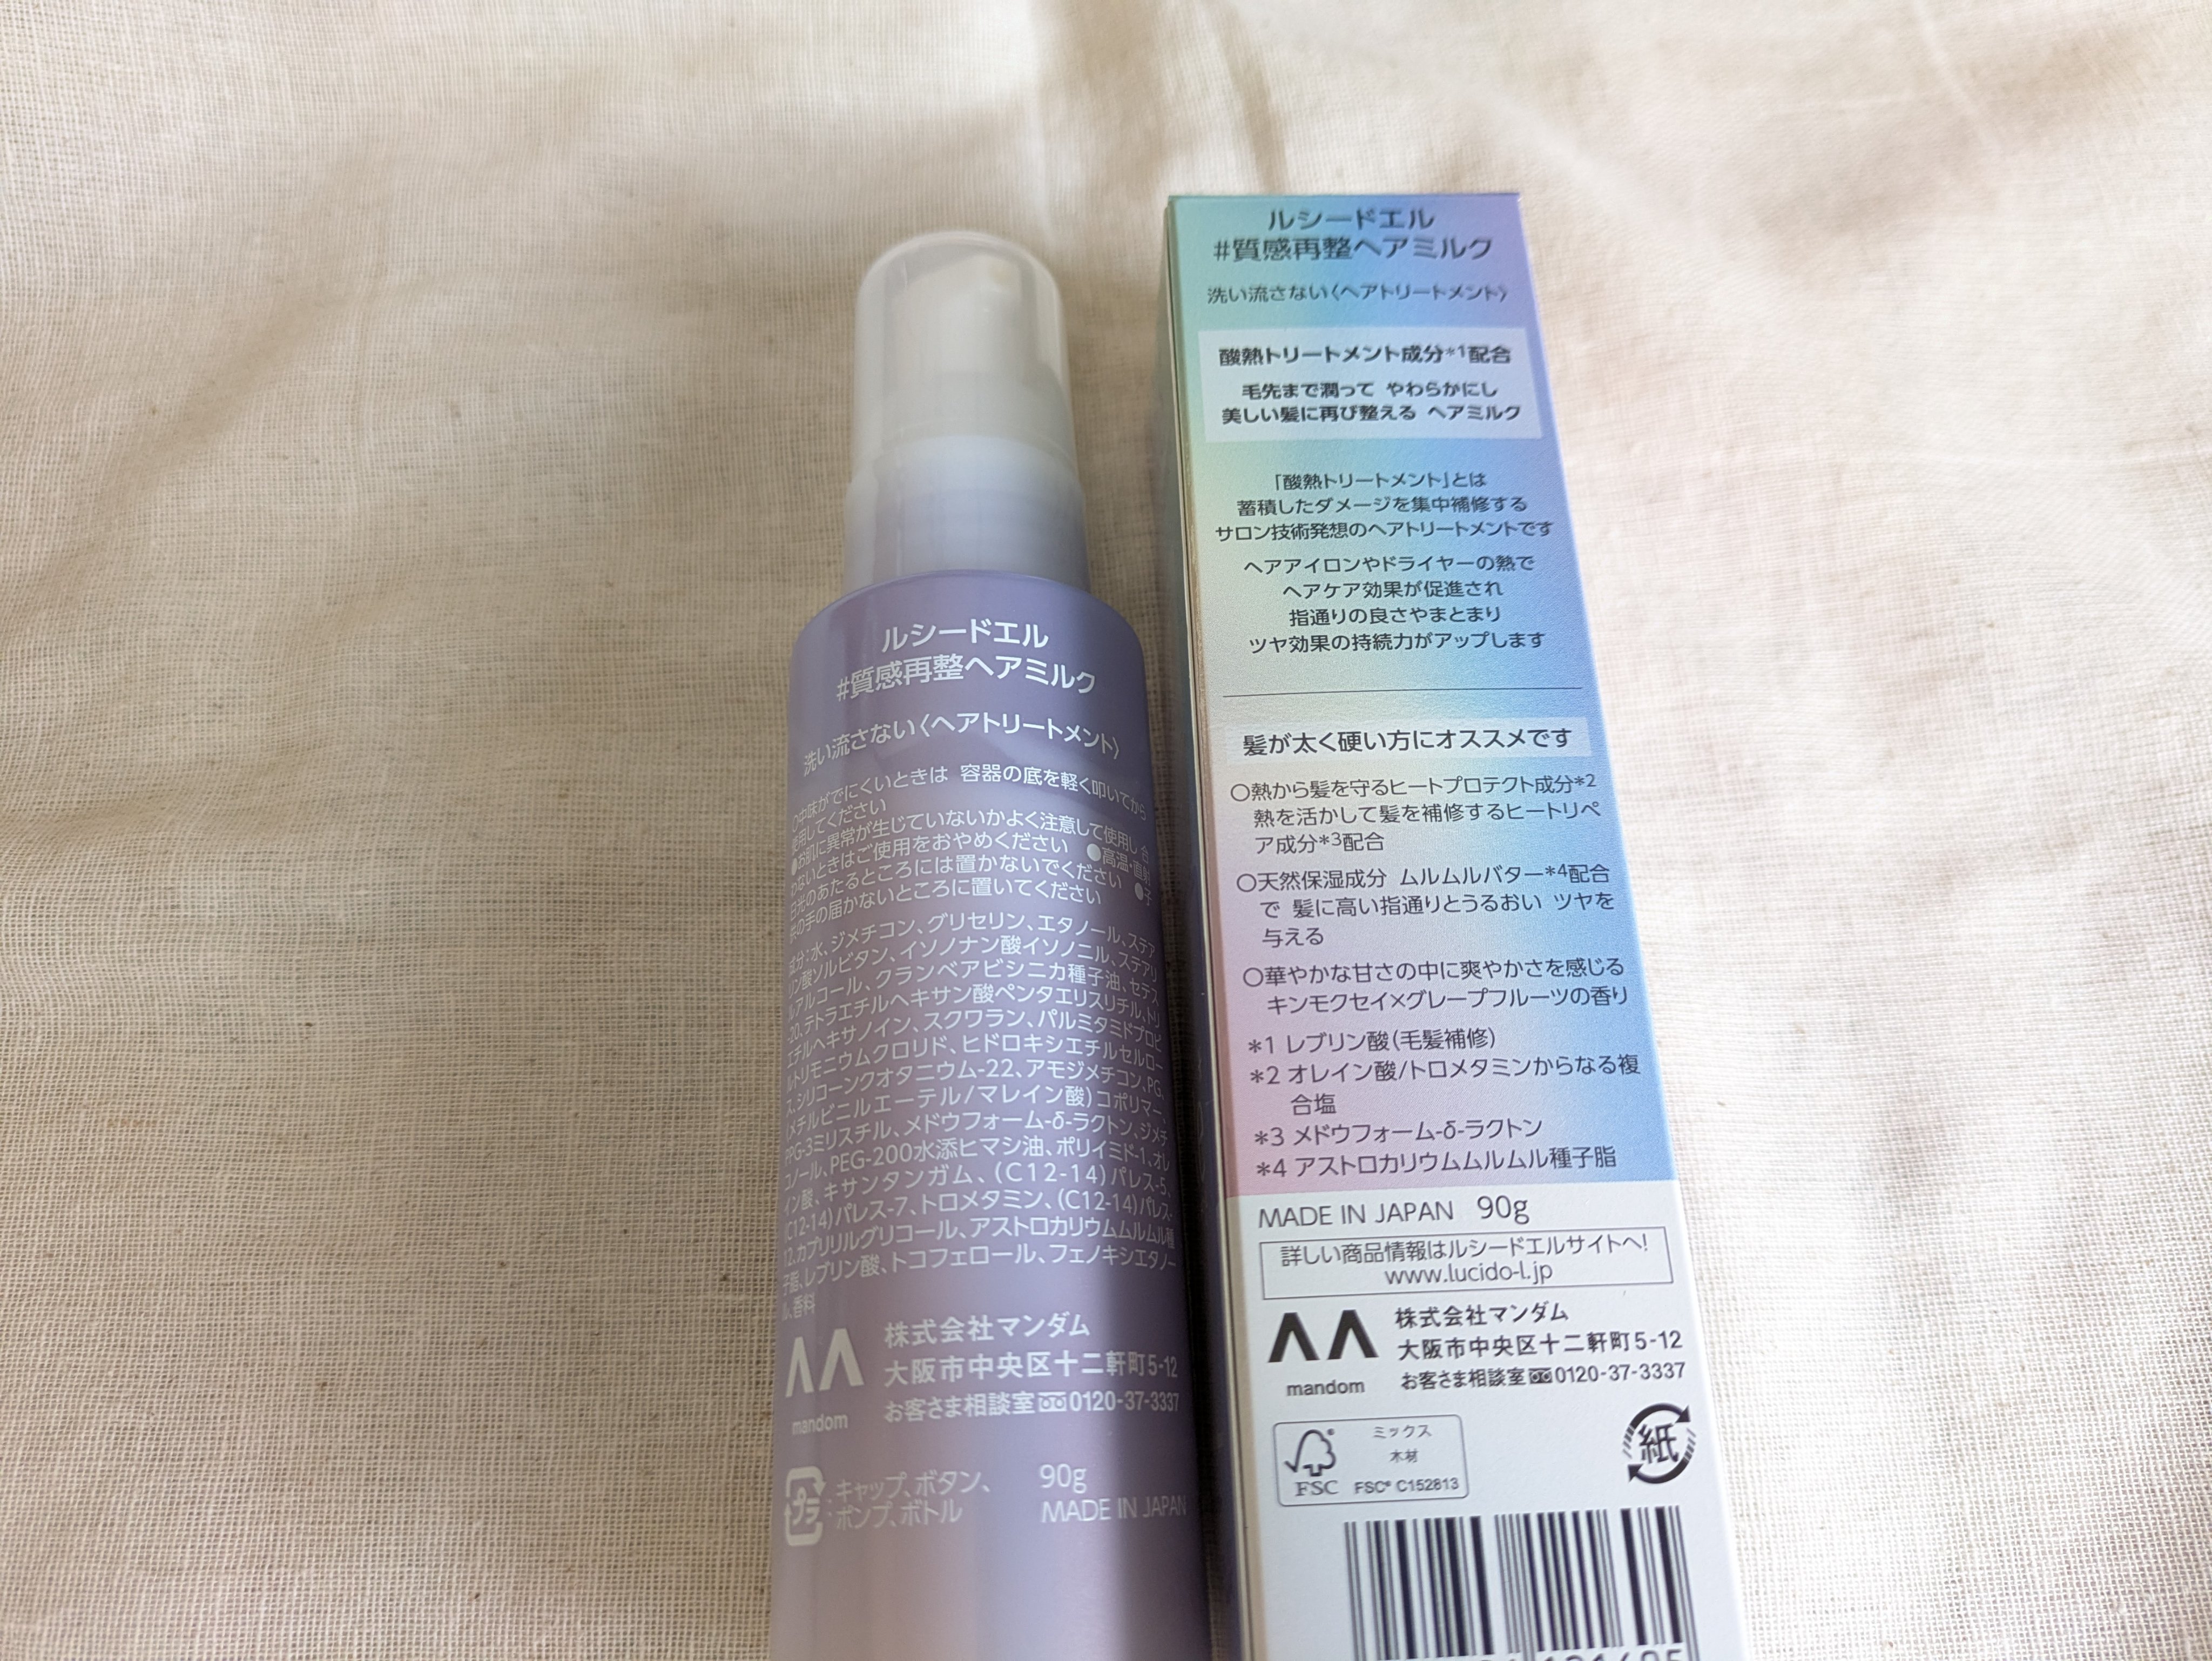 ルシードエル
#質感再整ヘアミルク
洗い流さない〈ヘアトリートメント〉
○中味がでにくいときは 容器の底を軽く叩いてから
使用してください
●お肌に異常が生じていないかよく注意して使用し 合
わないときはご使用をおやめください ●高温・直射
日光のあたるところには置かないでください ●子
供の手の届かないところに置いてください
成分:水、ジメチコン、グリセリン、エタノール、ステア
リン酸ソルビタン、イソノナン酸イソノニル、ステアリ
ルアルコール、クランベアビシニカ種子油、セテス
-20、テトラエチルヘキサン酸ペンタエリスリチル、トリ
エチルヘキサノイン、スクワラン、パルミタミドプロピ
ルトリモニウムクロリド、ヒドロキシエチルセルロー
ス、シリコーンクオタニウム-22、アモジメチコン、PG、
(メチルビニルエーテル/マレイン酸)コポリマー、
PPG-3ミリスチル、メドウフォーム-δ-ラクトン、ジメチ
コノール、PEG-200水添ヒマシ油、ポリイミド-1、オレ
イン酸、キサンタンガム、(C12-14)パレス-5、
(C12-14)パレス-7、トロメタミン、(C12-14)パレス-
12、カプリリルグリコール、アストロカリウムムルムル種
子脂、レブリン酸、トコフェロール、フェノキシエタノー
ル、香料
mandom
株式会社マンダム
大阪市中央区十二軒町5-12
お客さま相談室 0120-37-3337
プラ
:キャップ、ボタン、
:ポンプ、ボトル
90g
MADE IN JAPAN
ルシードエル
#質感再整ヘアミルク
洗い流さない〈ヘアトリートメント〉
酸熱トリートメント成分*1配合
毛先まで潤って やわらかにし
美しい髪に再び整える ヘアミルク
「酸熱トリートメント」とは
蓄積したダメージを集中補修する
サロン技術発想のヘアトリートメントです
ヘアアイロンやドライヤーの熱で
ヘアケア効果が促進され
指通りの良さやまとまり
ツヤ効果の持続力がアップします
髪が太く硬い方にオススメです
○熱から髪を守るヒートプロテクト成分*2
熱を活かして髪を補修するヒートリペ
ア成分*3配合
○天然保湿成分 ムルムルバター*4配合
で 髪に高い指通りとうるおい ツヤを
与える
○華やかな甘さの中に爽やかさを感じる
キンモクセイ×グレープフルーツの香り
*1 レブリン酸(毛髪補修)
*2 オレイン酸/トロメタミンからなる複
合塩
*3 メドウフォーム-δ-ラクトン
*4 アストロカリウムムルムル種子脂
MADE IN JAPAN 90g
詳しい商品情報はルシードエルサイトへ!
www.lucido-l.jp
mandom
株式会社マンダム
大阪市中央区十二軒町5-12
お客さま相談室 0120-37-3337
FSC
ミックス
木材
FSC® C152813
紙